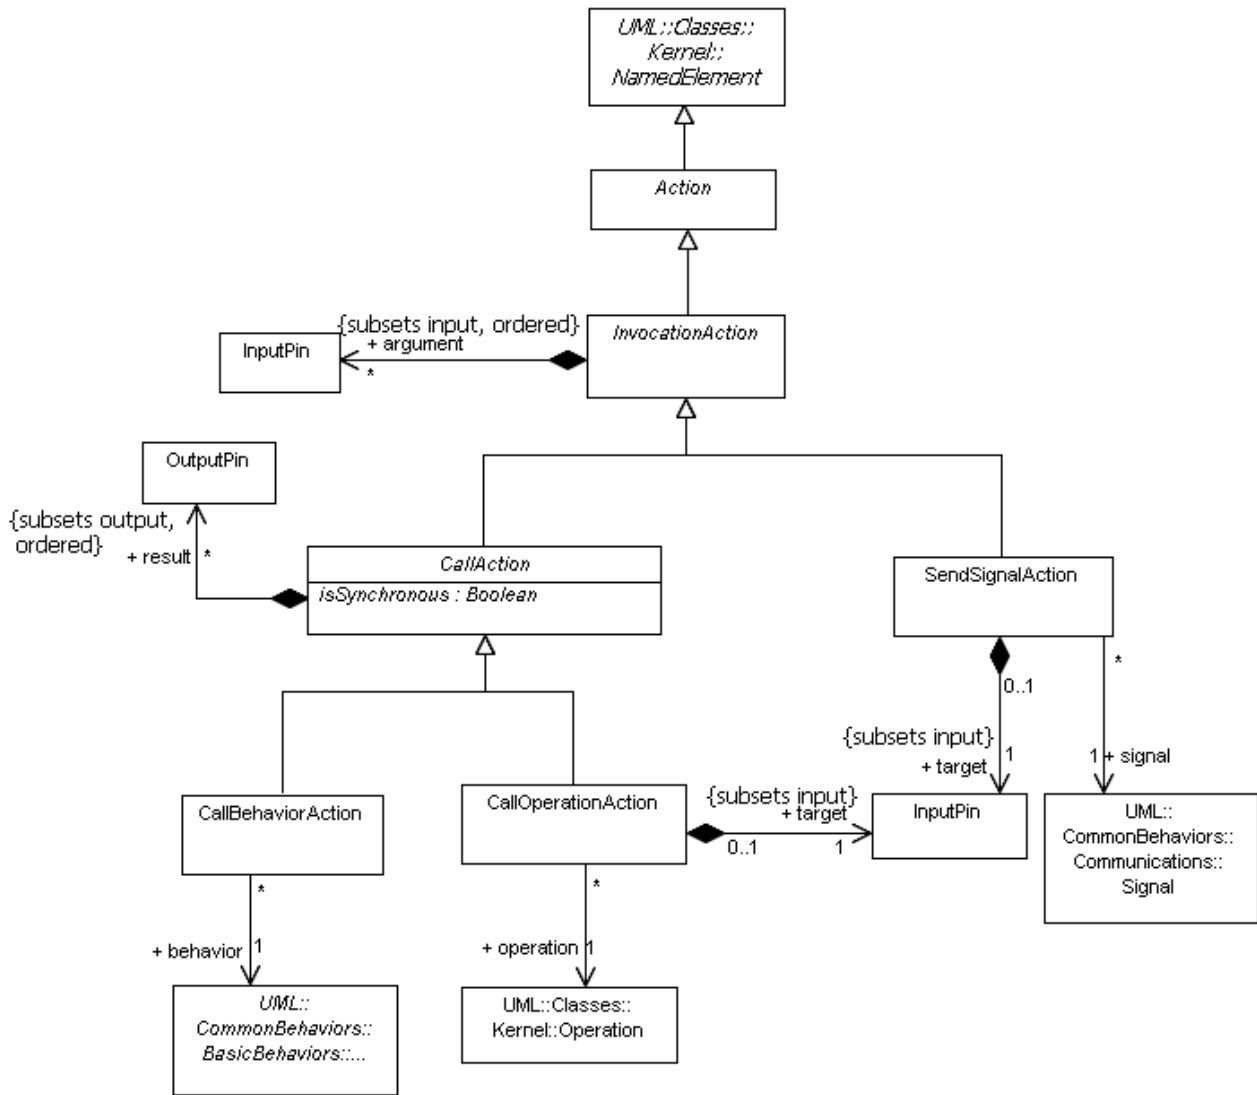 UML::Classes::
Kernel::
NamedElement
Action
{subsets input, ordered}
+ argument
*
InputPin
InvocationAction
OutputPin
{subsets output,
ordered}
+ result
*
CallAction
isSynchronous : Boolean
SendSignalAction
0..1
*
{subsets input}
+ target
1
1 + signal
CallBehaviorAction
CallOperationAction
{subsets input}
+ target
0..1
1
InputPin
UML::
CommonBehaviors::
Communications::
Signal
*
+ behavior
1
*
+ operation 1
UML::
CommonBehaviors::
BasicBehaviors::...
UML::Classes::
Kernel::Operation